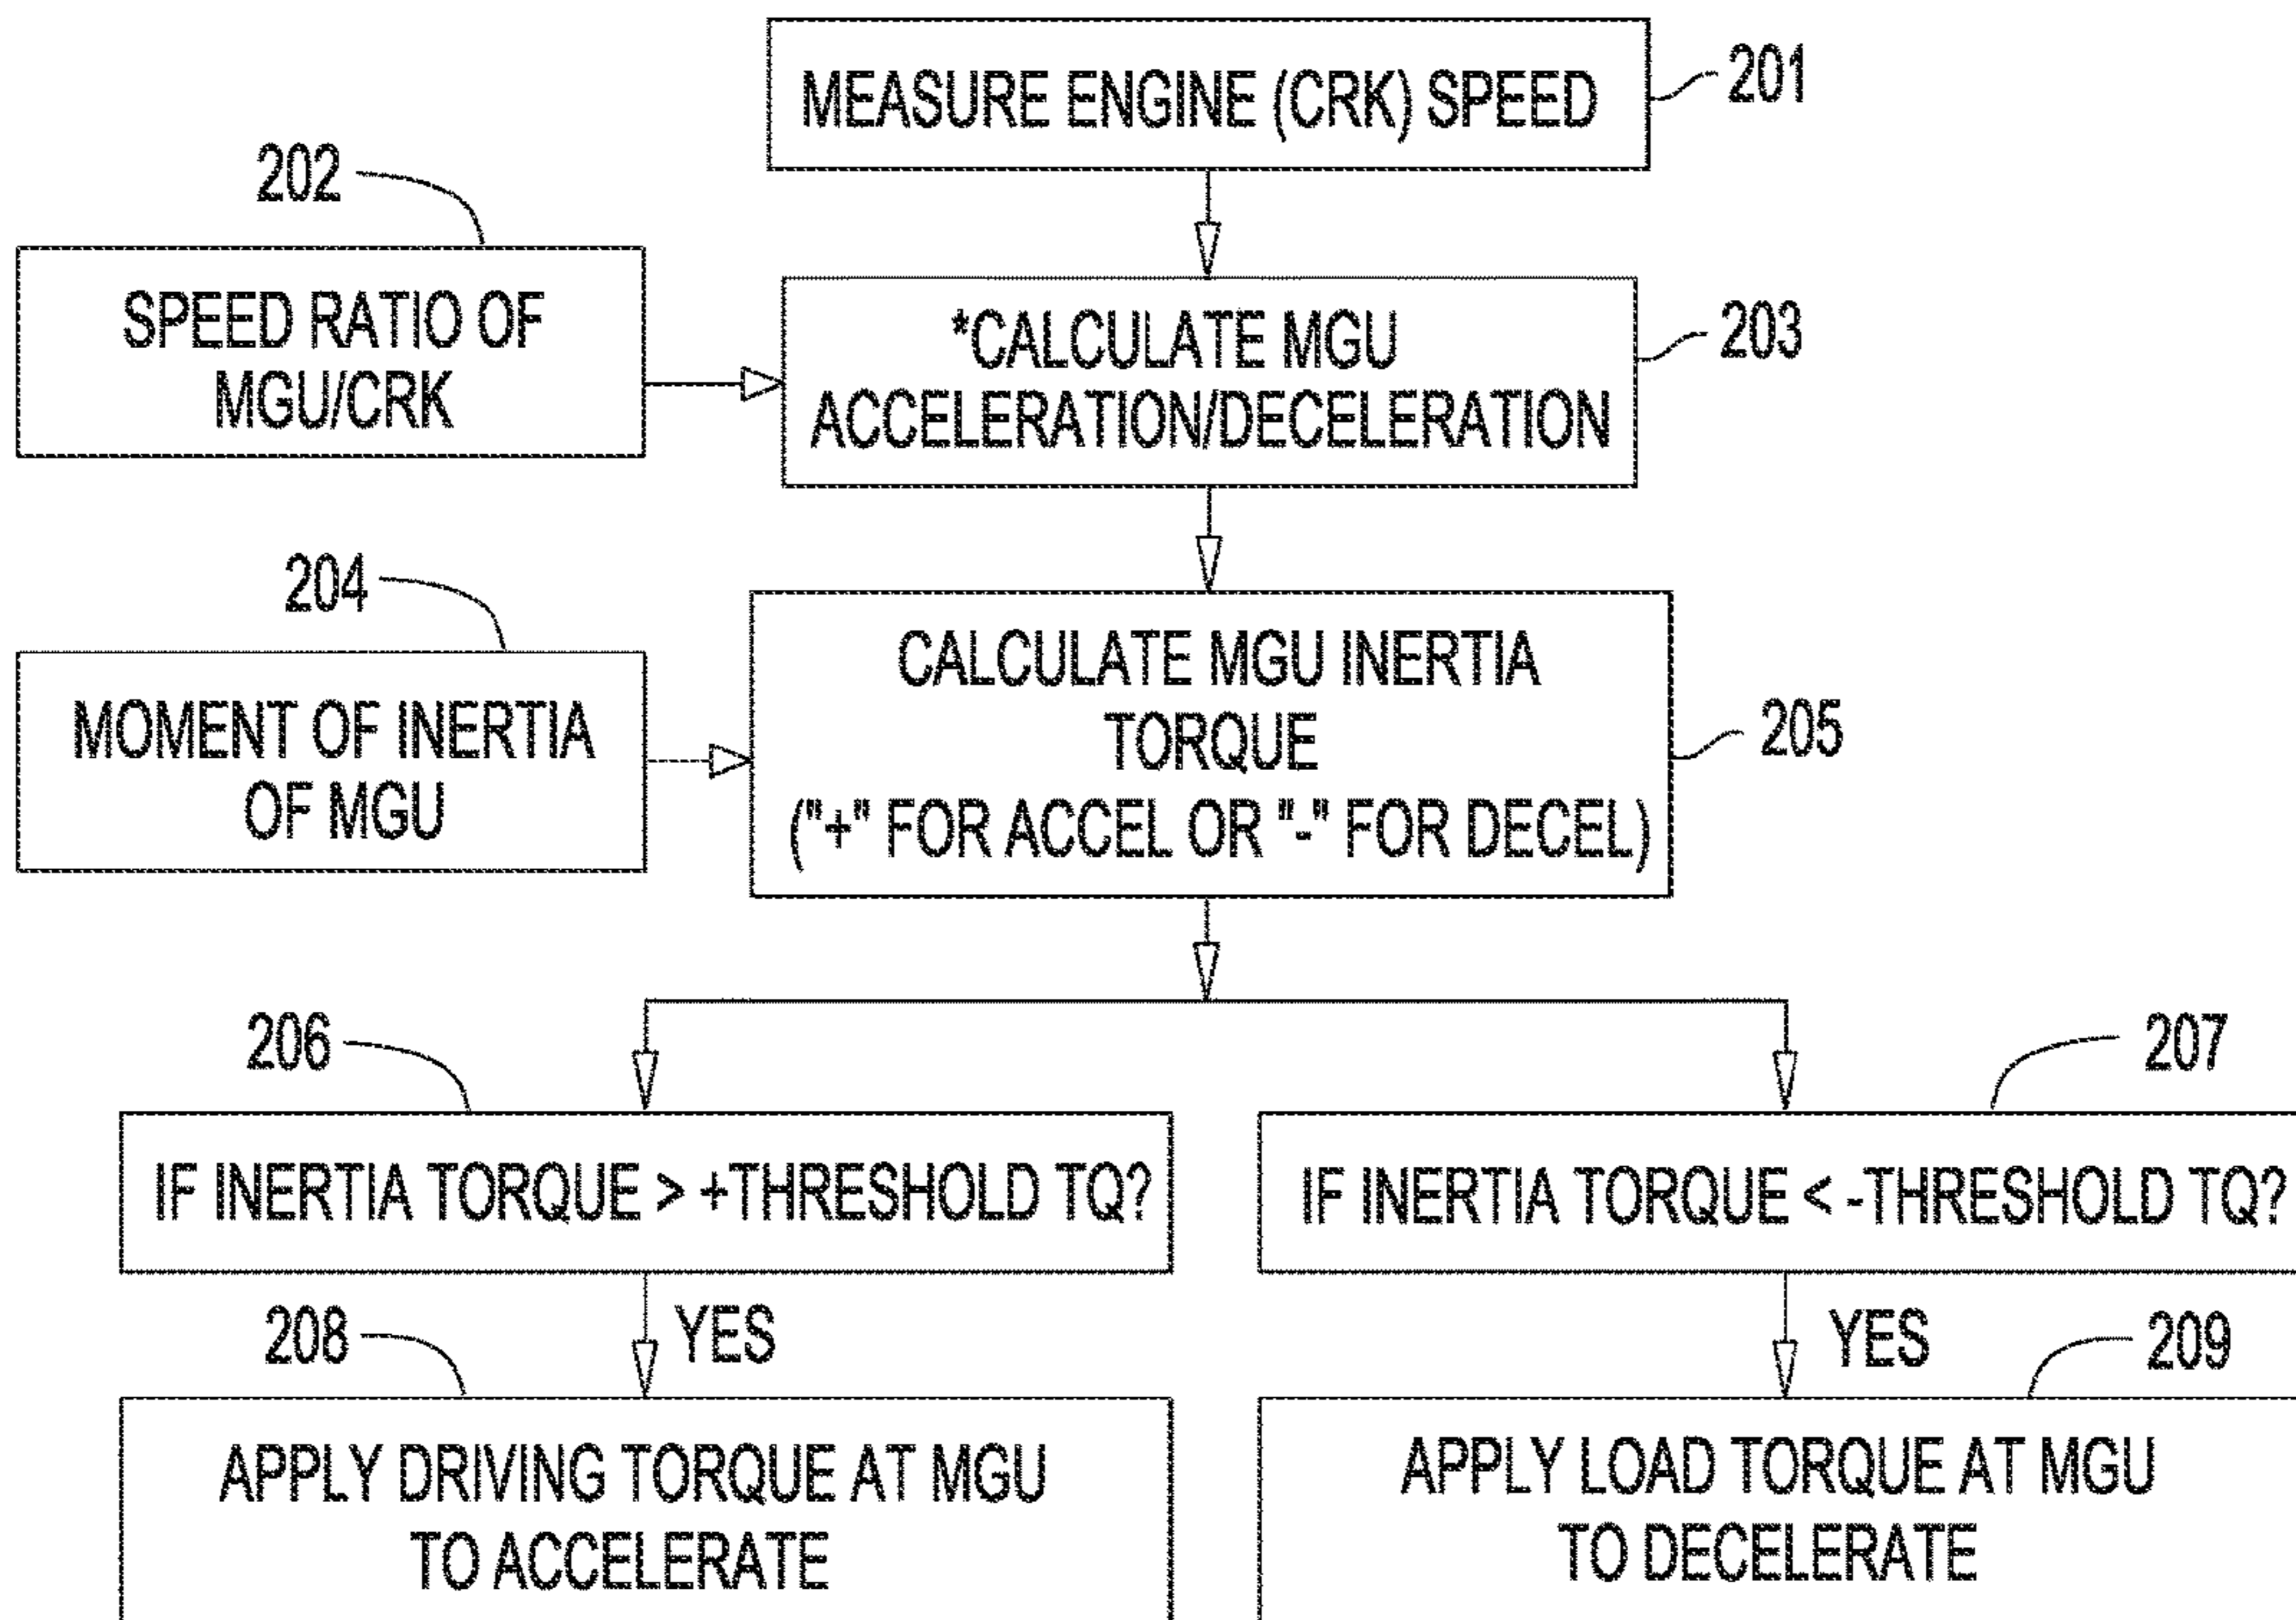 MEASURE ENGINE (CRK) SPEED
201
202
SPEED RATIO OF
MGU/CRK
*CALCULATE MGU
ACCELERATION/DECELERATION
203
204
MOMENT OF INERTIA
OF MGU
CALCULATE MGU INERTIA
TORQUE
("+" FOR ACCEL OR "-" FOR DECEL)
205
206
207
IF INERTIA TORQUE > +THRESHOLD TQ?
IF INERTIA TORQUE < -THRESHOLD TQ?
208
YES
YES
209
APPLY DRIVING TORQUE AT MGU
TO ACCELERATE
APPLY LOAD TORQUE AT MGU
TO DECELERATE